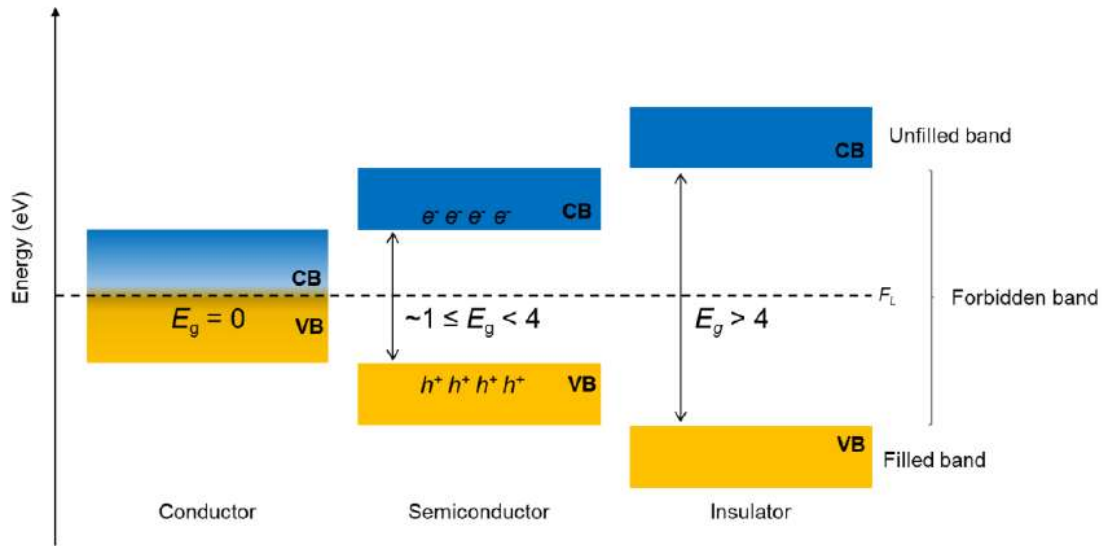 Energy (eV)
Unfilled band
CB
e⁻ e⁻ e⁻ e⁻
CB
CB
F_L
Forbidden band
E_g = 0
VB
~1 ≤ E_g < 4
E_g > 4
h⁺ h⁺ h⁺ h⁺
VB
VB
Filled band
Conductor
Semiconductor
Insulator